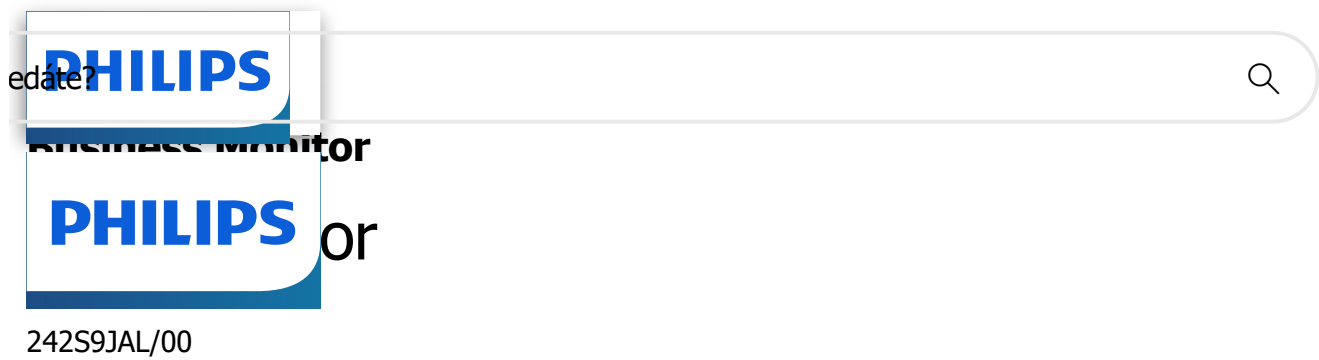 PHILIPS
edáte?
Business Monitor
PHILIPS
or
242S9JAL/00